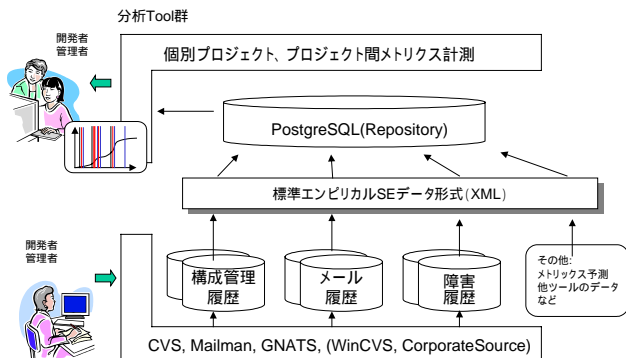 分析Tool群
開発者
管理者
個別プロジェクト、プロジェクト間メトリクス計測
PostgreSQL(Repository)
標準エンピリカルSEデータ形式(XML)
開発者
管理者
構成管理
履歴
メール
履歴
障害
履歴
その他:
メトリックス予測
他ツールのデータ
など
CVS, Mailman, GNATS, (WinCVS, CorporateSource)